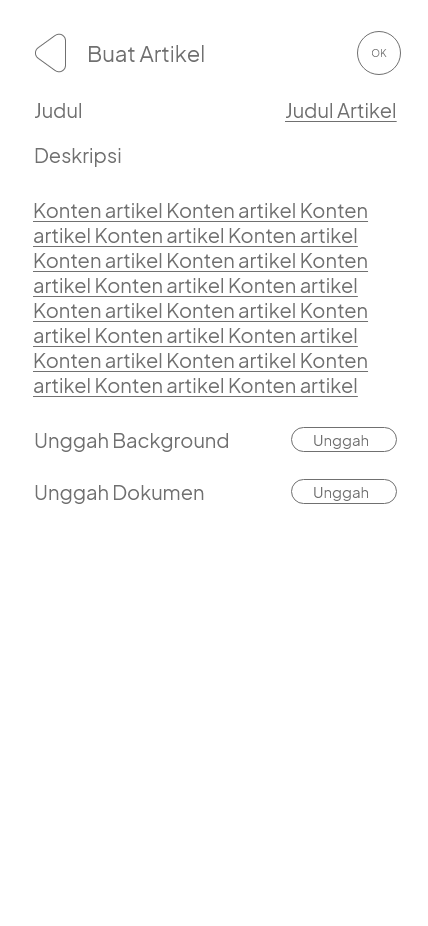 Buat Artikel
OK
Judul
Judul Artikel
Deskripsi
Konten artikel Konten artikel Konten
artikel Konten artikel Konten artikel
Konten artikel Konten artikel Konten
artikel Konten artikel Konten artikel
Konten artikel Konten artikel Konten
artikel Konten artikel Konten artikel
Konten artikel Konten artikel Konten
artikel Konten artikel Konten artikel
Unggah Background
Unggah
Unggah Dokumen
Unggah